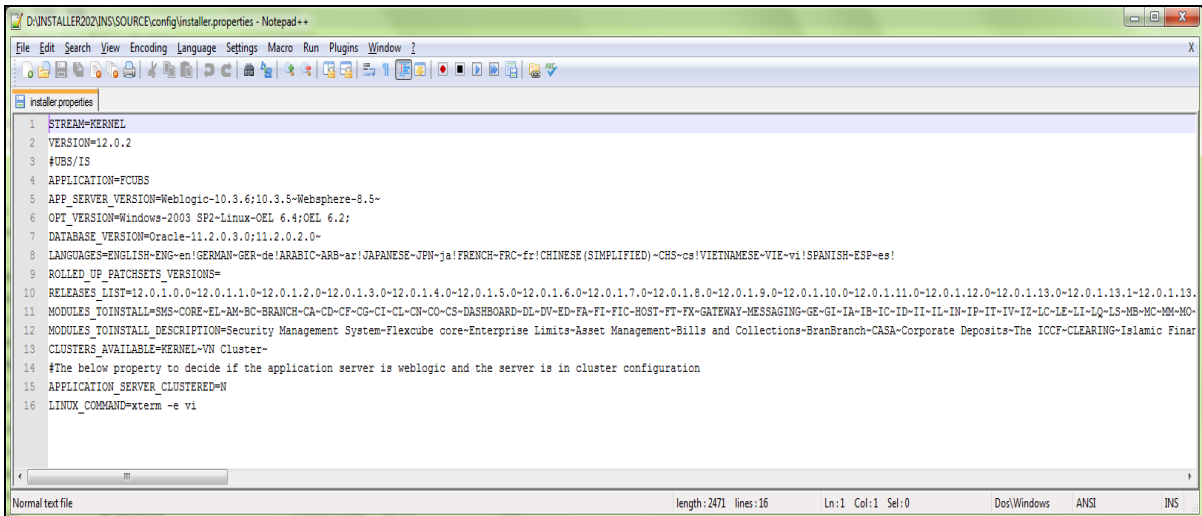 D:\INSTALLER202\INS\SOURCE\config\installer.properties - Notepad++
File Edit Search View Encoding Language Settings Macro Run Plugins Window ?
X
installer.properties
1 STREAM=KERNEL
2 VERSION=12.0.2
3 #UBS/IS
4 APPLICATION=FCUBS
5 APP_SERVER_VERSION=Weblogic-10.3.6;10.3.5~Websphere-8.5~
6 OPT_VERSION=Windows-2003 SP2~Linux-OEL 6.4;OEL 6.2;
7 DATABASE_VERSION=Oracle-11.2.0.3.0;11.2.0.2.0~
8 LANGUAGES=ENGLISH~ENG~en!GERMAN~GER~de!ARABIC~ARB~ar!JAPANESE~JPN~ja!FRENCH~FRC~fr!CHINESE(SIMPLIFIED)~CHS~cs!VIETNAMESE~VIE~vi!SPANISH~ESP~es!
9 ROLLED_UP_PATCHSETS_VERSIONS=
10 RELEASES_LIST=12.0.1.0.0~12.0.1.1.0~12.0.1.2.0~12.0.1.3.0~12.0.1.4.0~12.0.1.5.0~12.0.1.6.0~12.0.1.7.0~12.0.1.8.0~12.0.1.9.0~12.0.1.10.0~12.0.1.11.0~12.0.1.12.0~12.0.1.13.0~12.0.1.13.1~12.0.1.13.
11 MODULES_TOINSTALL=SMS~CORE~EL~AM~BC~BRANCH~CA~CD~CF~CG~CI~CL~CN~CO~CS~DASHBOARD~DL~DV~ED~FA~FI~FIC-HOST~FT~FX~GATEWAY-MESSAGING~GE~GI~IA~IB~IC~ID~II~IL~IN~IP~IT~IV~IZ~LC~LE~LI~LQ~LS~MB~MC~MM~MO~
12 MODULES_TOINSTALL_DESCRIPTION=Security Management System~Flexcube core~Enterprise Limits~Asset Management~Bills and Collections~BranBranch~CASA~Corporate Deposits~The ICCF~CLEARING~Islamic Finan
13 CLUSTERS_AVAILABLE=KERNEL~VN Cluster~
14 #The below property to decide if the application server is weblogic and the server is in cluster configuration
15 APPLICATION_SERVER_CLUSTERED=N
16 LINUX_COMMAND=xterm -e vi
Normal text file length : 2471 lines : 16 Ln : 1 Col : 1 Sel : 0 Dos\Windows ANSI INS